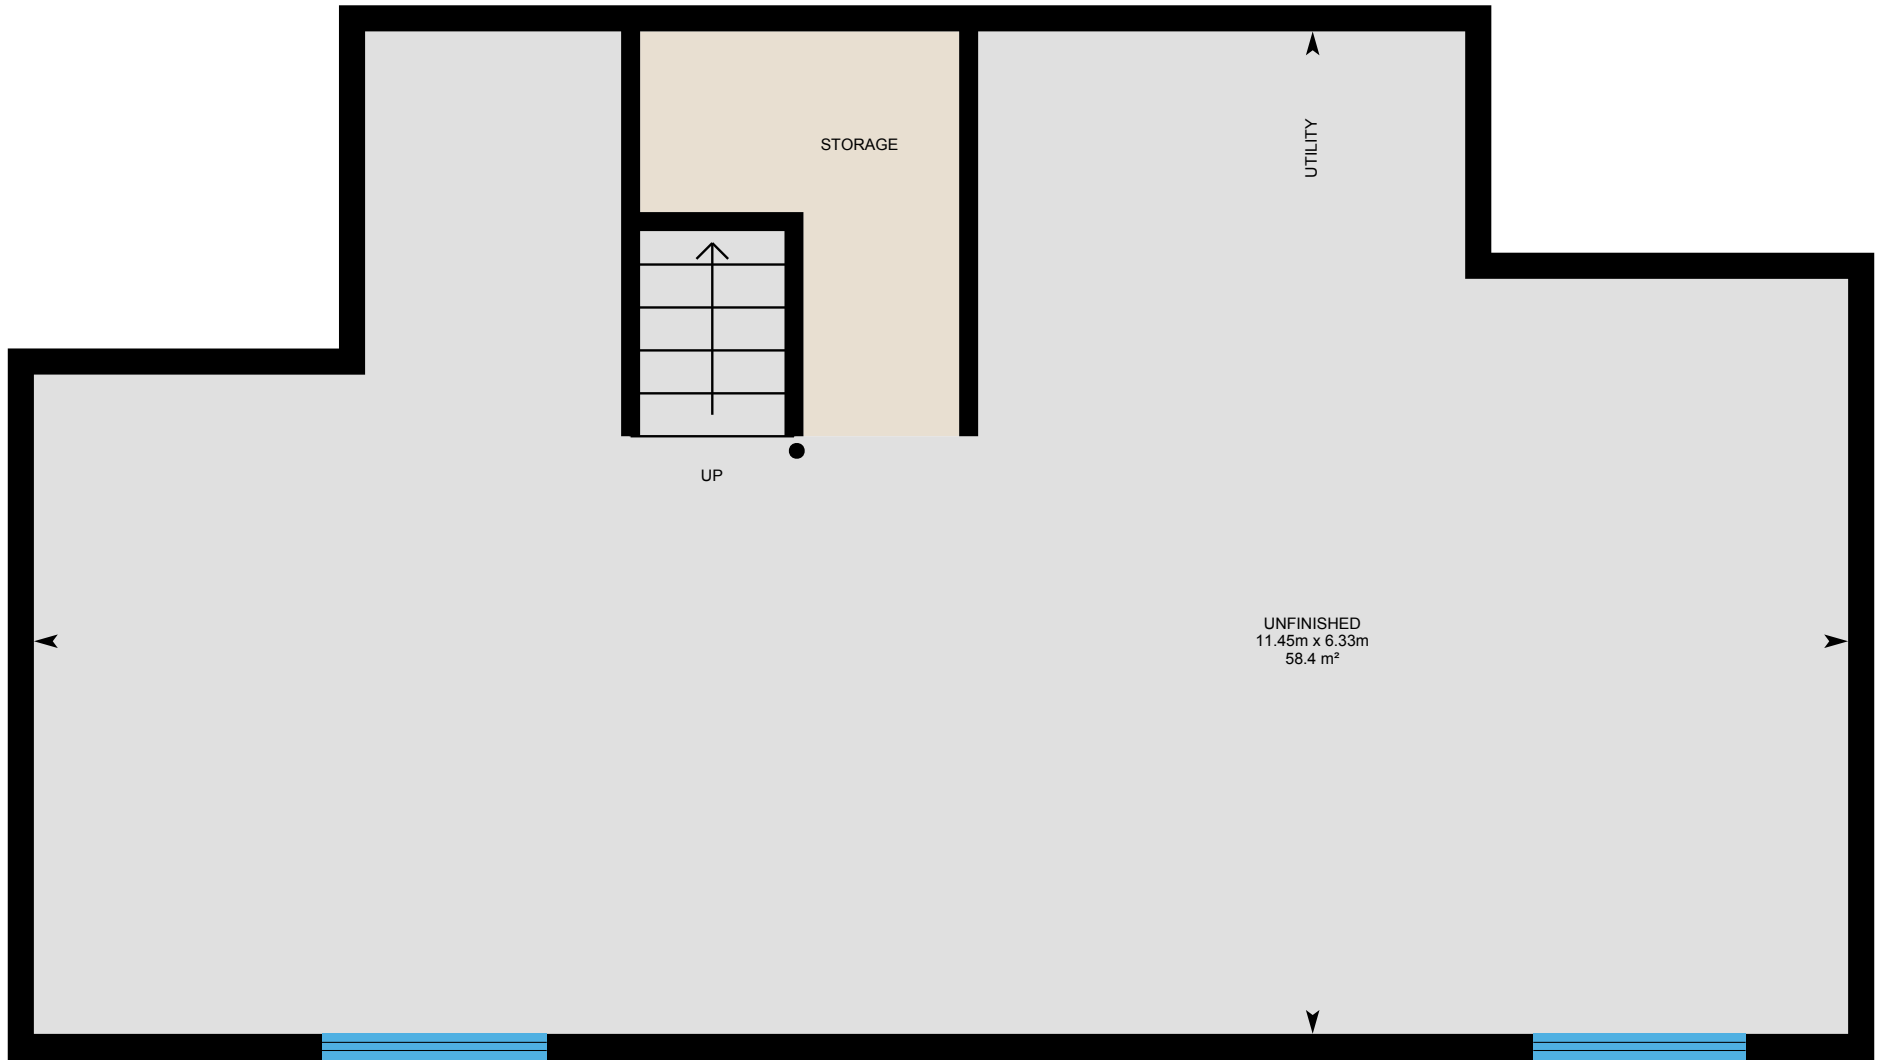 STORAGE
UTILITY
UP
UNFINISHED
11.45m x 6.33m
58.4 m²